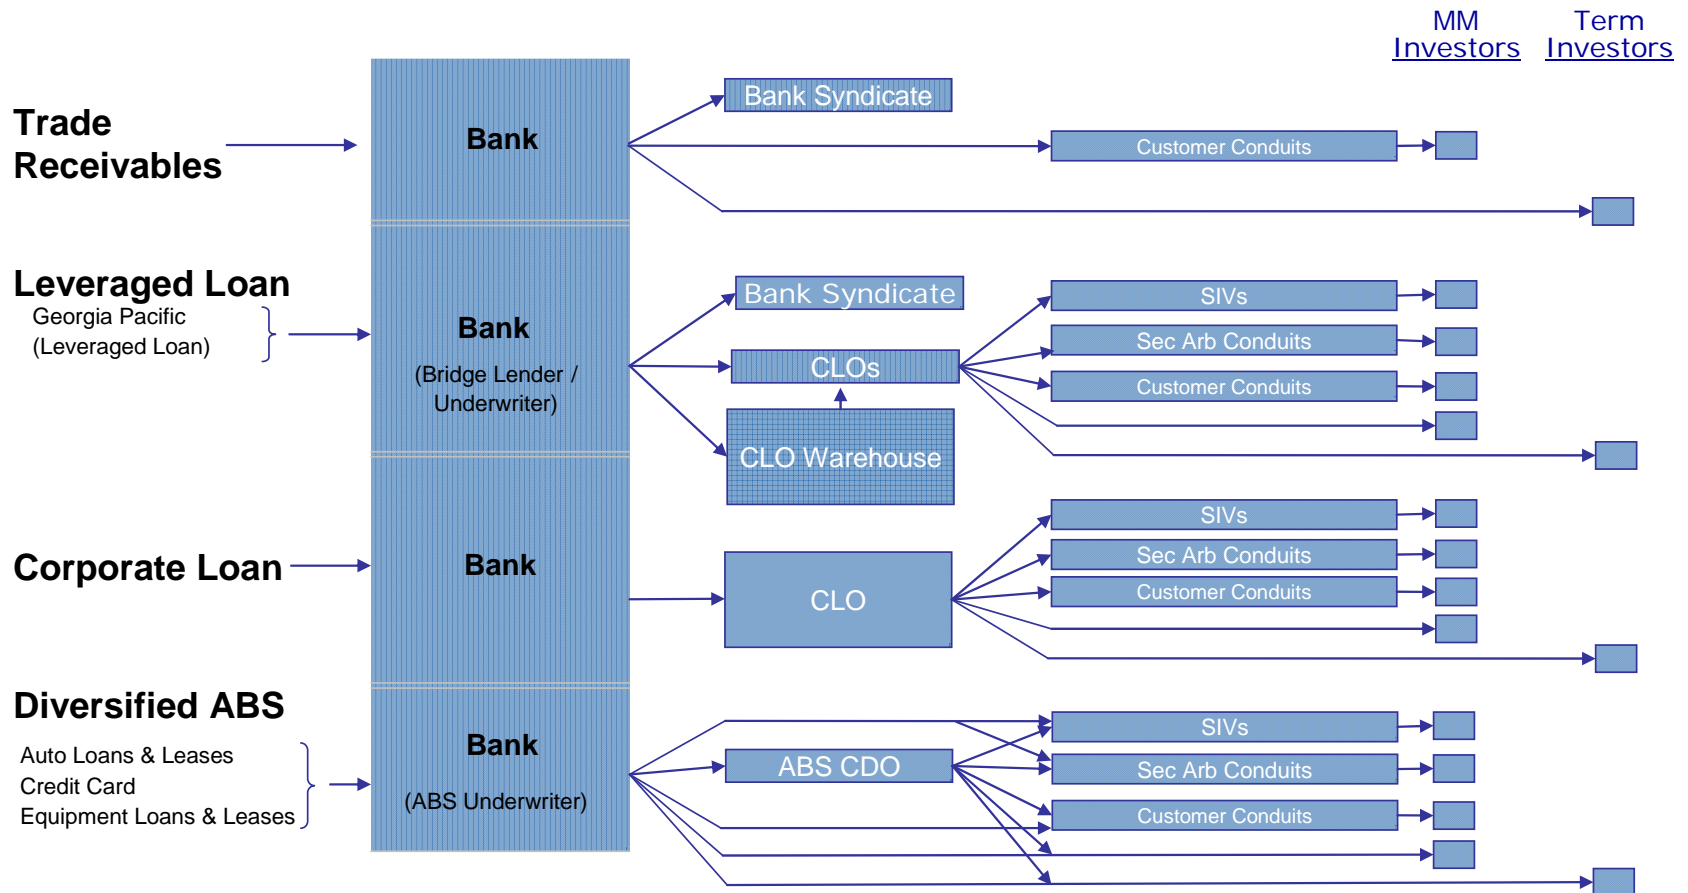 MM
Investors
Term
Investors
Trade
Receivables
Bank
Bank Syndicate
Customer Conduits
Leveraged Loan
Georgia Pacific
(Leveraged Loan)
Bank
(Bridge Lender /
Underwriter)
Bank Syndicate
CLOs
CLO Warehouse
SIVs
Sec Arb Conduits
Customer Conduits
Corporate Loan
Bank
CLO
SIVs
Sec Arb Conduits
Customer Conduits
Diversified ABS
Auto Loans & Leases
Credit Card
Equipment Loans & Leases
Bank
(ABS Underwriter)
ABS CDO
SIVs
Sec Arb Conduits
Customer Conduits